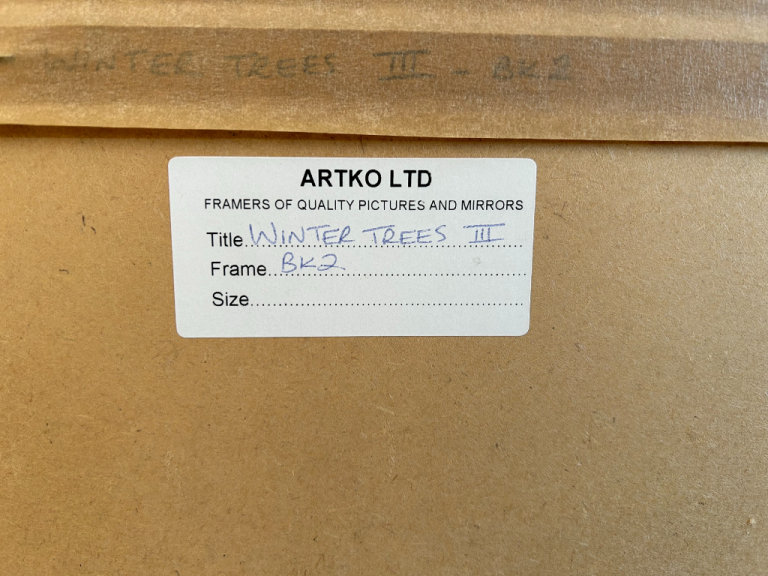 WINTER TREES III - BK2
ARTKO LTD
FRAMERS OF QUALITY PICTURES AND MIRRORS
Title WINTER TREES III
Frame BK2
Size